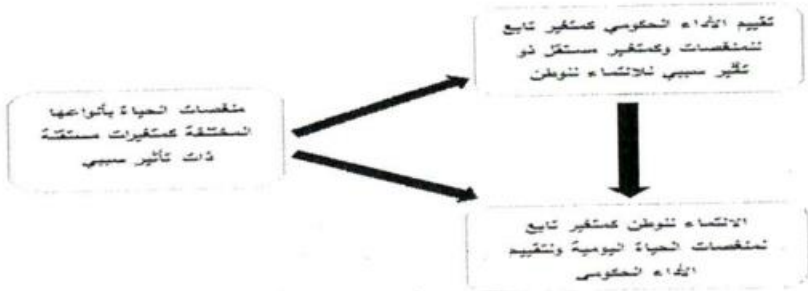 تقييم الأداء الحكومي كمتغير تابع
للمنغصات وكمتغير مستقل ذو
تأثير سببي للانتماء للوطن
منغصات الحياة بأنواعها
المختلفة كمتغيرات مستقلة
ذات تأثير سببي
الانتماء للوطن كمتغير تابع
لمنغصات الحياة اليومية ولتقييم
الأداء الحكومي